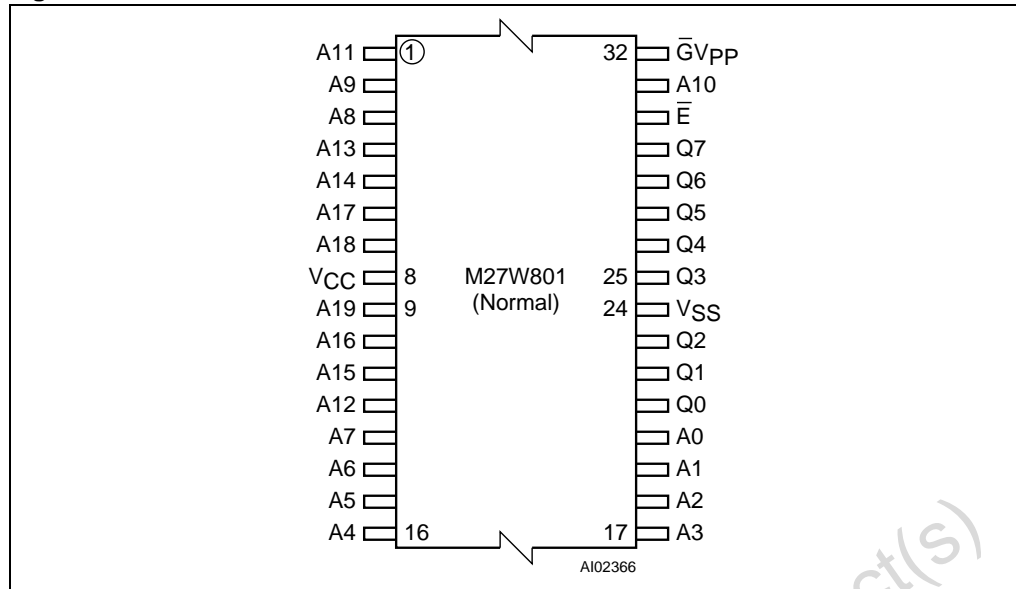 A11 1 32 G̅VPP
A9 A10
A8 E̅
A13 Q7
A14 Q6
A17 Q5
A18 Q4
VCC 8 M27W801 25 Q3
A19 9 (Normal) 24 VSS
A16 Q2
A15 Q1
A12 Q0
A7 A0
A6 A1
A5 A2
A4 16 17 A3
AI02366
ct(s)